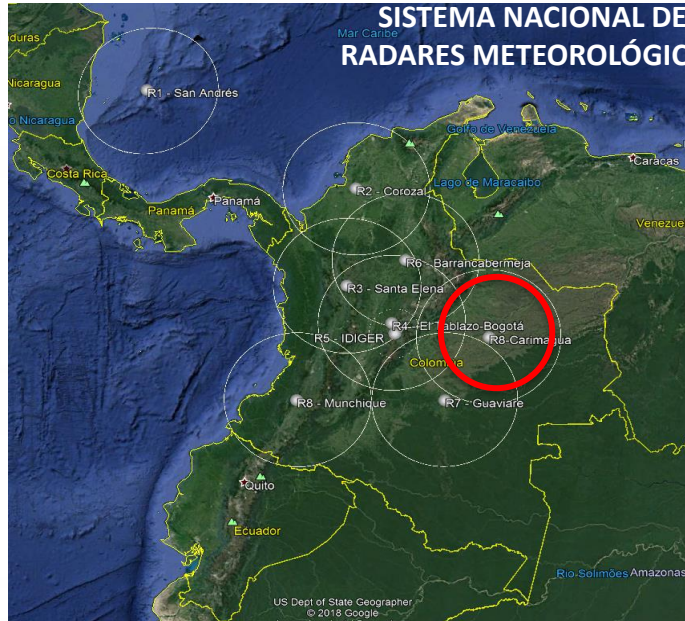 SISTEMA NACIONAL DE
RADARES METEOROLÓGIC
Mar Caribe
duras
R1 - San Andrés
Nicaragua
o Nicaragua
Golfo de Venezuela
Caracas
Costa Rica
Lago de Maracaibo
R2 - Corozal
Panamá
Panamá
Venezue
R6 - Barrancabermeja
R3 - Santa Elena
R4 - El Tablazo-Bogotá
R5 - IDIGER
R8-Carimagua
Colombia
R8 - Munchique
R7 - Guaviare
Quito
Ecuador
Rio Solimões
Amazonas
US Dept of State Geographer
© 2018 Google